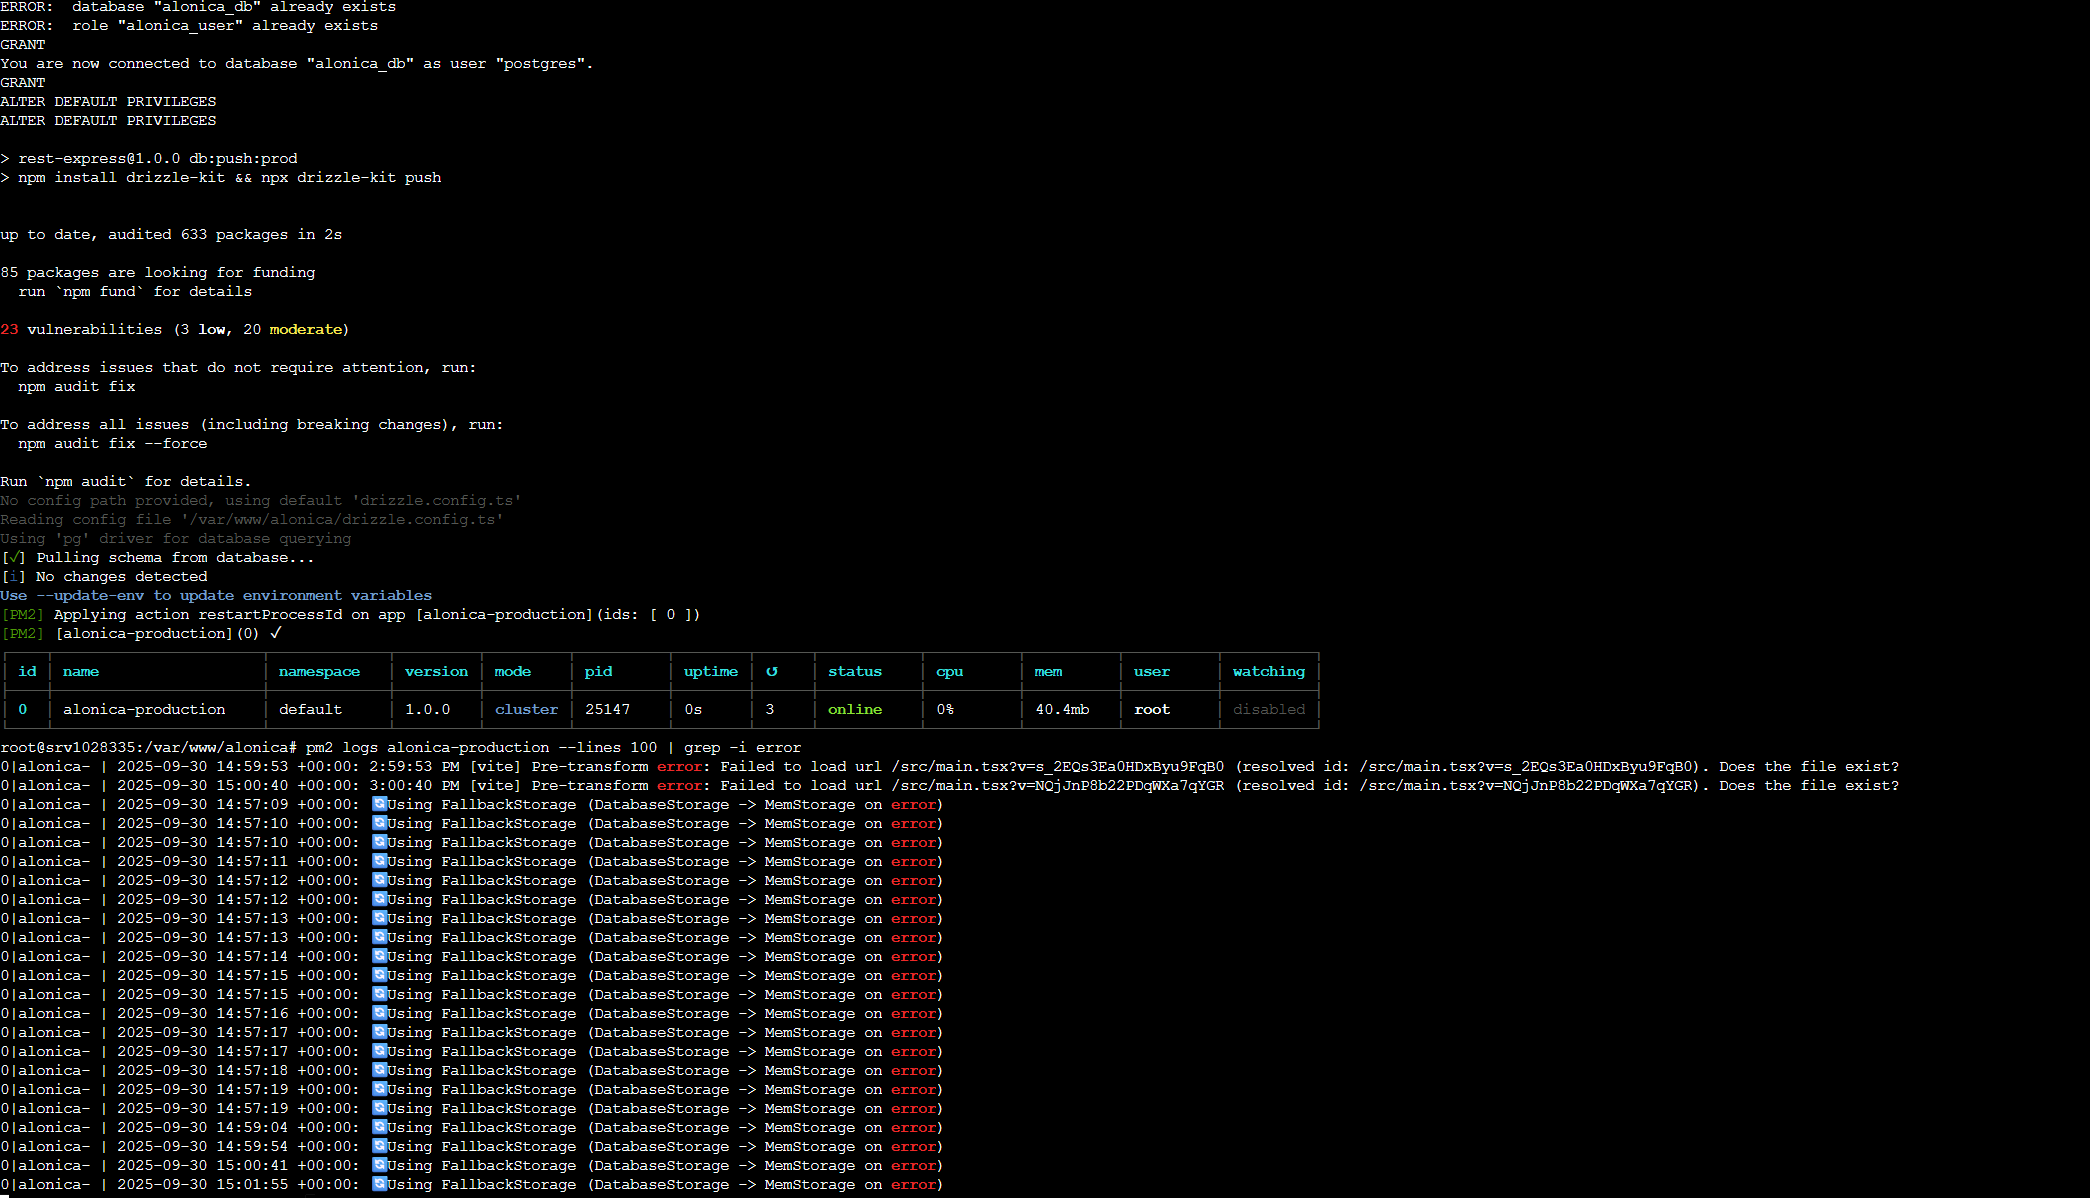 ERROR:  database "alonica_db" already exists
ERROR:  role "alonica_user" already exists
GRANT
You are now connected to database "alonica_db" as user "postgres".
GRANT
ALTER DEFAULT PRIVILEGES
ALTER DEFAULT PRIVILEGES
> rest-express@1.0.0 db:push:prod
> npm install drizzle-kit && npx drizzle-kit push
up to date, audited 633 packages in 2s
85 packages are looking for funding
  run `npm fund` for details
23 vulnerabilities (3 low, 20 moderate)
To address issues that do not require attention, run:
  npm audit fix
To address all issues (including breaking changes), run:
  npm audit fix --force
Run `npm audit` for details.
No config path provided, using default 'drizzle.config.ts'
Reading config file '/var/www/alonica/drizzle.config.ts'
Using 'pg' driver for database querying
[✓] Pulling schema from database...
[i] No changes detected
Use --update-env to update environment variables
[PM2] Applying action restartProcessId on app [alonica-production](ids: [ 0 ])
[PM2] [alonica-production](0) ✓
│ id │ name │ namespace │ version │ mode │ pid │ uptime │ ↺ │ status │ cpu │ mem │ user │ watching │
│ 0 │ alonica-production │ default │ 1.0.0 │ cluster │ 25147 │ 0s │ 3 │ online │ 0% │ 40.4mb │ root │ disabled │
root@srv1028335:/var/www/alonica# pm2 logs alonica-production --lines 100 | grep -i error
0|alonica- | 2025-09-30 14:59:53 +00:00: 2:59:53 PM [vite] Pre-transform error: Failed to load url /src/main.tsx?v=s_2EQs3Ea0HDxByu9FqB0 (resolved id: /src/main.tsx?v=s_2EQs3Ea0HDxByu9FqB0). Does the file exist?
0|alonica- | 2025-09-30 15:00:40 +00:00: 3:00:40 PM [vite] Pre-transform error: Failed to load url /src/main.tsx?v=NQjJnP8b22PDqWXa7qYGR (resolved id: /src/main.tsx?v=NQjJnP8b22PDqWXa7qYGR). Does the file exist?
0|alonica- | 2025-09-30 14:57:09 +00:00: 🔄Using FallbackStorage (DatabaseStorage -> MemStorage on error)
0|alonica- | 2025-09-30 14:57:10 +00:00: 🔄Using FallbackStorage (DatabaseStorage -> MemStorage on error)
0|alonica- | 2025-09-30 14:57:10 +00:00: 🔄Using FallbackStorage (DatabaseStorage -> MemStorage on error)
0|alonica- | 2025-09-30 14:57:11 +00:00: 🔄Using FallbackStorage (DatabaseStorage -> MemStorage on error)
0|alonica- | 2025-09-30 14:57:12 +00:00: 🔄Using FallbackStorage (DatabaseStorage -> MemStorage on error)
0|alonica- | 2025-09-30 14:57:12 +00:00: 🔄Using FallbackStorage (DatabaseStorage -> MemStorage on error)
0|alonica- | 2025-09-30 14:57:13 +00:00: 🔄Using FallbackStorage (DatabaseStorage -> MemStorage on error)
0|alonica- | 2025-09-30 14:57:13 +00:00: 🔄Using FallbackStorage (DatabaseStorage -> MemStorage on error)
0|alonica- | 2025-09-30 14:57:14 +00:00: 🔄Using FallbackStorage (DatabaseStorage -> MemStorage on error)
0|alonica- | 2025-09-30 14:57:15 +00:00: 🔄Using FallbackStorage (DatabaseStorage -> MemStorage on error)
0|alonica- | 2025-09-30 14:57:15 +00:00: 🔄Using FallbackStorage (DatabaseStorage -> MemStorage on error)
0|alonica- | 2025-09-30 14:57:16 +00:00: 🔄Using FallbackStorage (DatabaseStorage -> MemStorage on error)
0|alonica- | 2025-09-30 14:57:17 +00:00: 🔄Using FallbackStorage (DatabaseStorage -> MemStorage on error)
0|alonica- | 2025-09-30 14:57:17 +00:00: 🔄Using FallbackStorage (DatabaseStorage -> MemStorage on error)
0|alonica- | 2025-09-30 14:57:18 +00:00: 🔄Using FallbackStorage (DatabaseStorage -> MemStorage on error)
0|alonica- | 2025-09-30 14:57:19 +00:00: 🔄Using FallbackStorage (DatabaseStorage -> MemStorage on error)
0|alonica- | 2025-09-30 14:57:19 +00:00: 🔄Using FallbackStorage (DatabaseStorage -> MemStorage on error)
0|alonica- | 2025-09-30 14:59:04 +00:00: 🔄Using FallbackStorage (DatabaseStorage -> MemStorage on error)
0|alonica- | 2025-09-30 14:59:54 +00:00: 🔄Using FallbackStorage (DatabaseStorage -> MemStorage on error)
0|alonica- | 2025-09-30 15:00:41 +00:00: 🔄Using FallbackStorage (DatabaseStorage -> MemStorage on error)
0|alonica- | 2025-09-30 15:01:55 +00:00: 🔄Using FallbackStorage (DatabaseStorage -> MemStorage on error)